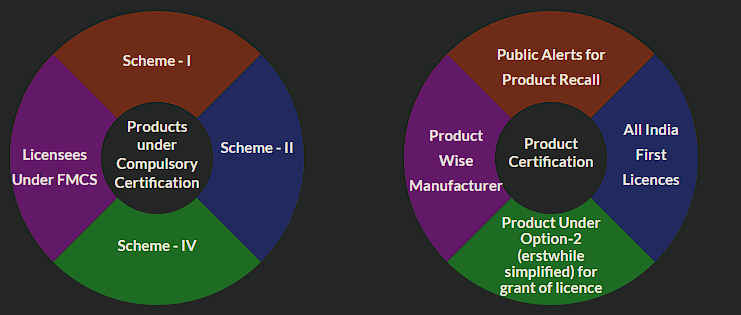 Scheme - I
Products
under
Compulsory
Certification
Licensees
Under FMCS
Scheme - II
Scheme - IV
Public Alerts for
Product Recall
Product
Wise
Manufacturer
Product
Certification
All India
First
Licences
Product Under
Option-2
(erstwhile
simplified) for
grant of licence